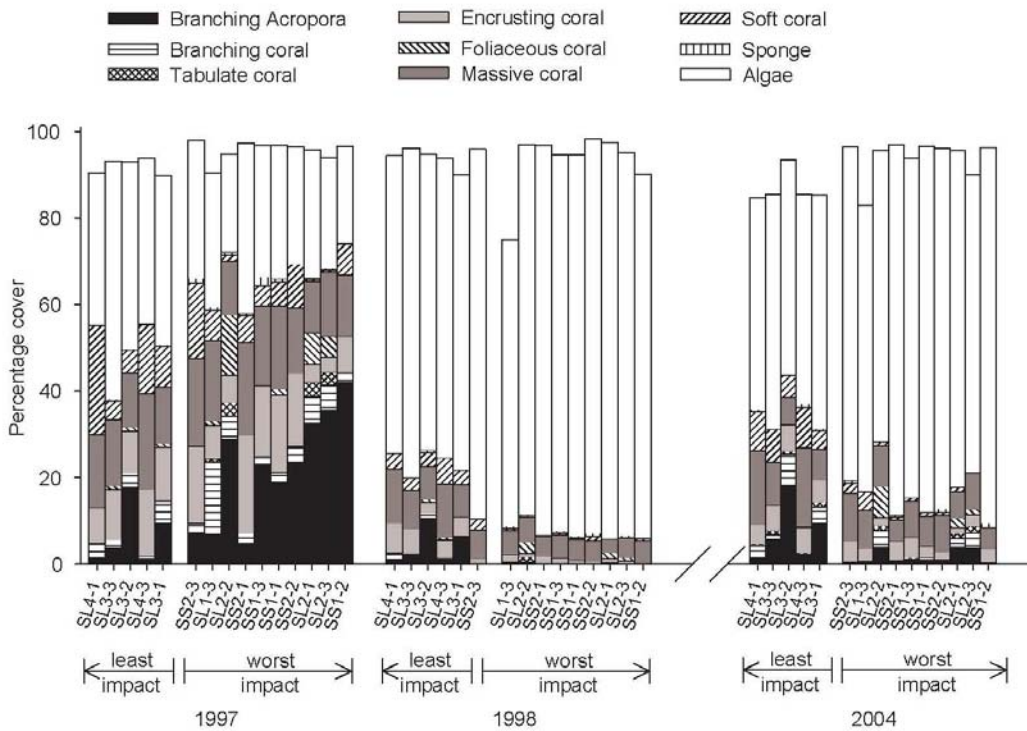 Branching Acropora
Branching coral
Tabulate coral
Encrusting coral
Foliaceous coral
Massive coral
Soft coral
Sponge
Algae
Percentage cover
100
80
60
40
20
0
SL4-1
SL3-3
SL3-2
SL4-3
SL3-1
SS2-3
SL1-3
SL2-2
SS2-1
SS1-3
SS1-1
SS2-2
SL2-1
SL2-3
SS1-2
SL4-1
SL3-3
SL3-2
SL4-3
SL3-1
SS2-3
SL1-3
SL2-2
SS2-1
SS1-3
SS1-1
SS2-2
SL2-1
SL2-3
SS1-2
SL4-1
SL3-3
SL3-2
SL4-3
SL3-1
SS2-3
SL1-3
SL2-2
SS2-1
SS1-3
SS1-1
SS2-2
SL2-1
SL2-3
SS1-2
least
impact
worst
impact
least
impact
worst
impact
least
impact
worst
impact
1997
1998
2004